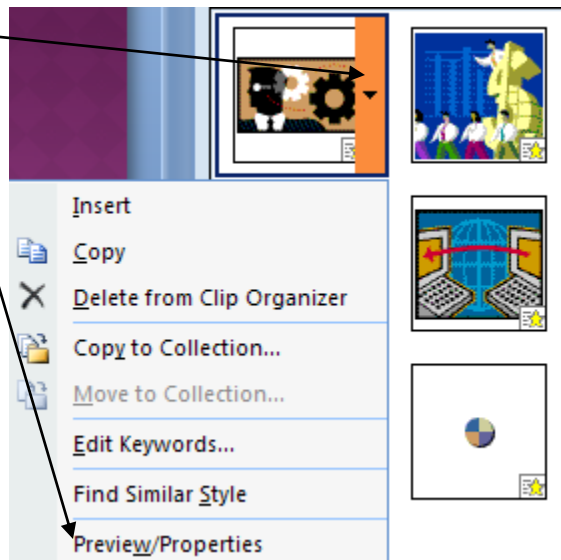 Insert
Copy
Delete from Clip Organizer
Copy to Collection...
Move to Collection...
Edit Keywords...
Find Similar Style
Preview/Properties